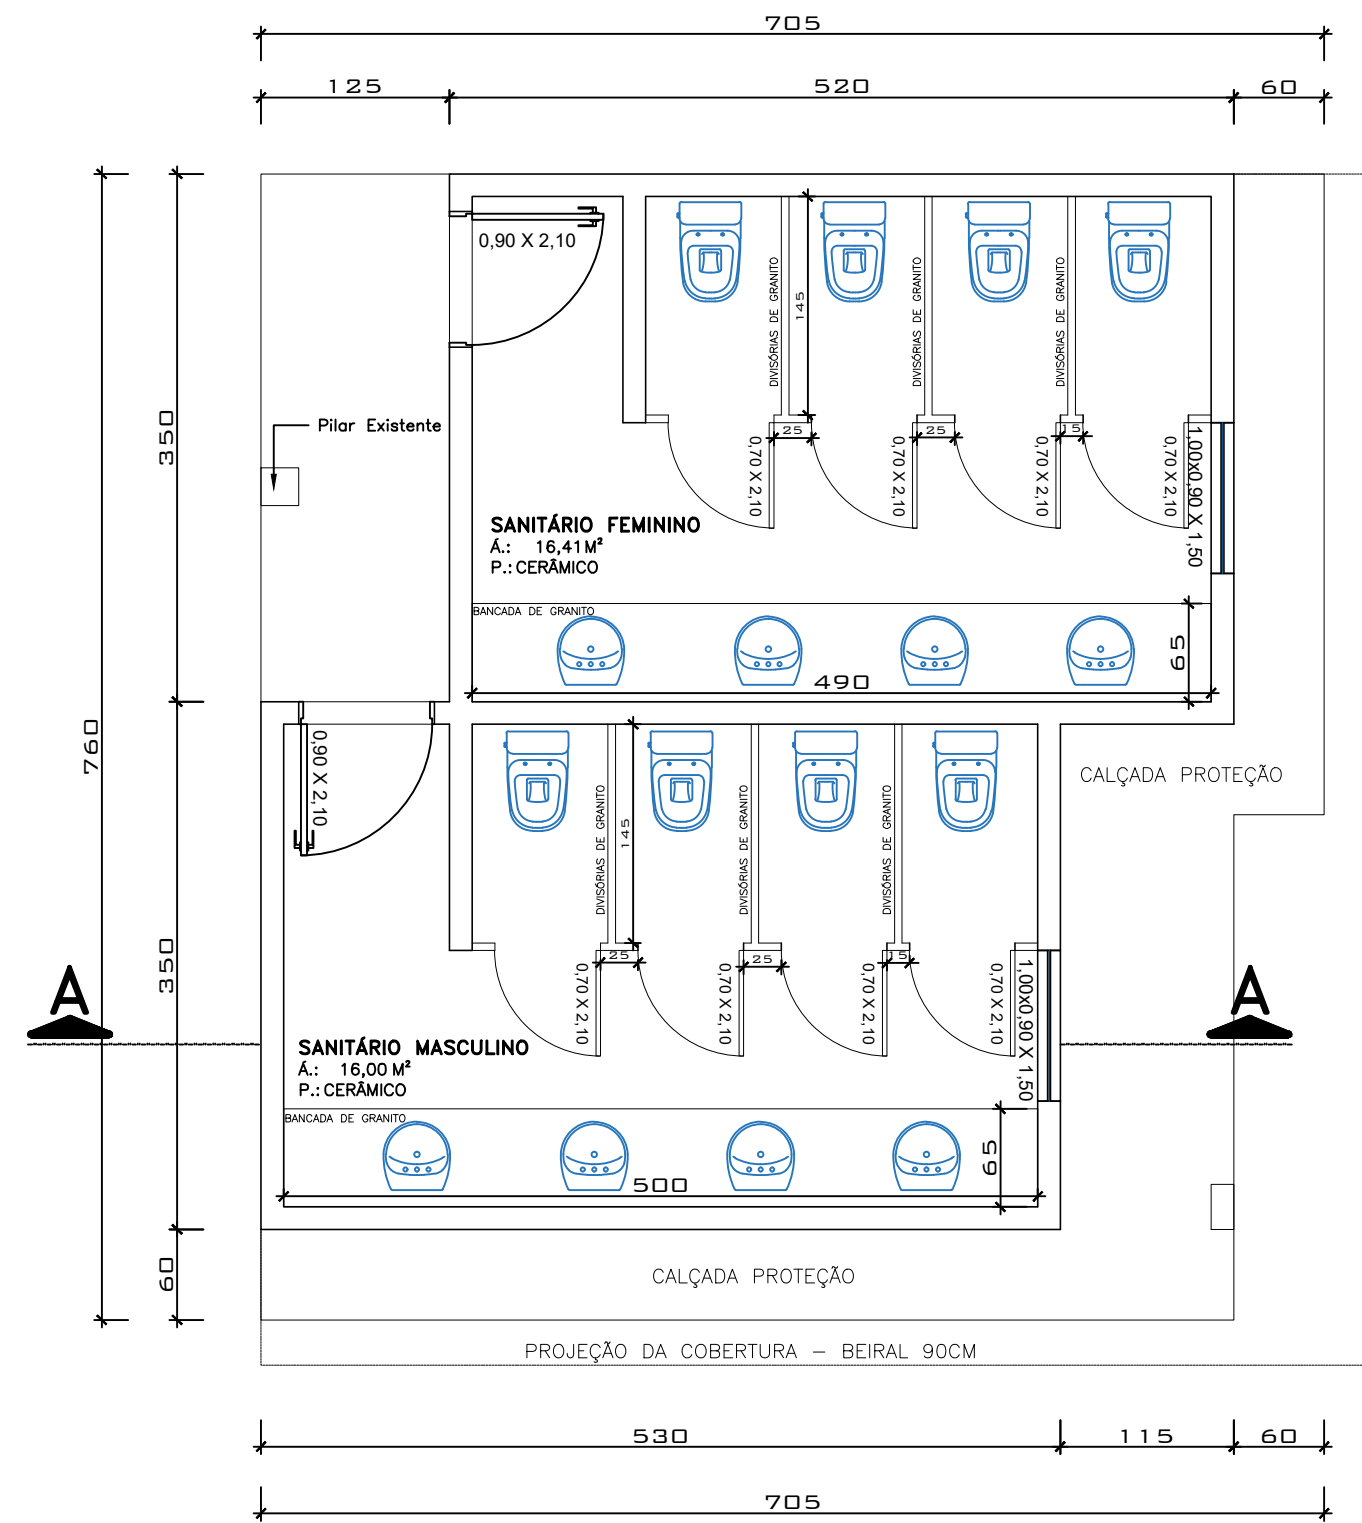 705
125
520
60
0,90 X 2,10
DIVISÓRIAS DE GRANITO
145
DIVISÓRIAS DE GRANITO
DIVISÓRIAS DE GRANITO
350
Pilar Existente
25
25
15
0,70 X 2,10
0,70 X 2,10
0,70 X 2,10
0,70 X 2,10
1,00x0,90 X 1,50
SANITÁRIO FEMININO
Á.: 16,41M²
P.: CERÂMICO
BANCADA DE GRANITO
65
490
760
0,90 X 2,10
CALÇADA PROTEÇÃO
DIVISÓRIAS DE GRANITO
145
DIVISÓRIAS DE GRANITO
DIVISÓRIAS DE GRANITO
350
25
25
15
0,70 X 2,10
0,70 X 2,10
0,70 X 2,10
0,70 X 2,10
1,00x0,90 X 1,50
A
A
SANITÁRIO MASCULINO
Á.: 16,00 M²
P.: CERÂMICO
BANCADA DE GRANITO
65
500
60
CALÇADA PROTEÇÃO
PROJEÇÃO DA COBERTURA – BEIRAL 90CM
530
115
60
705